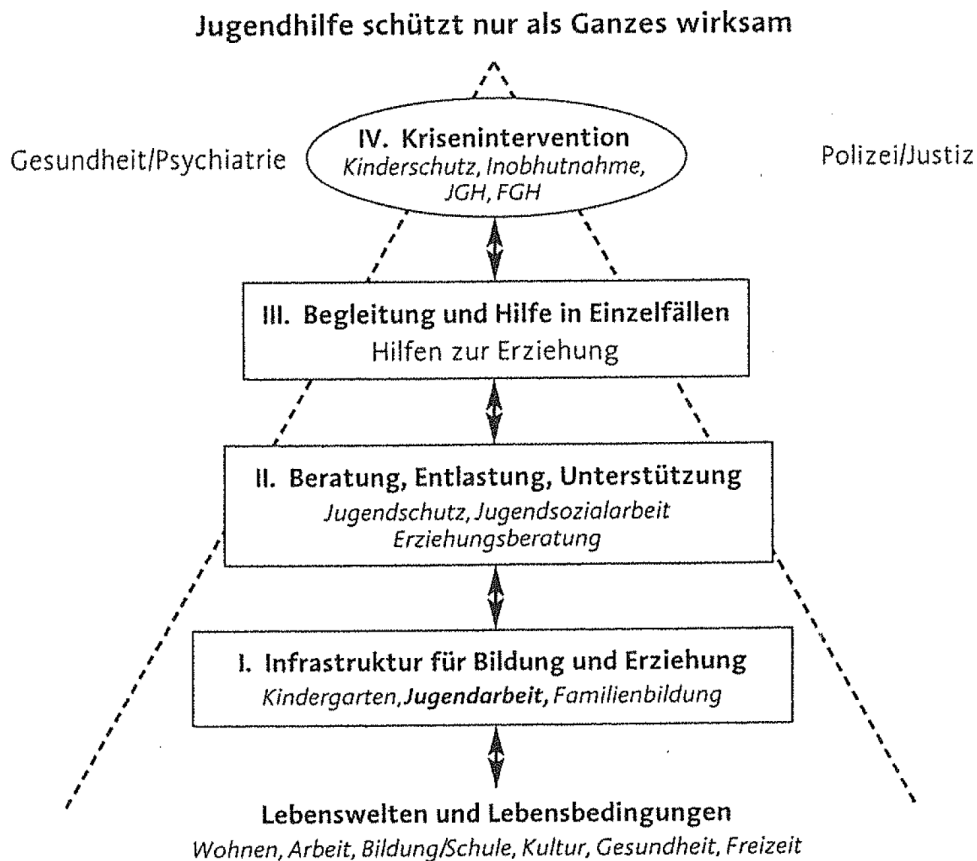 Jugendhilfe schützt nur als Ganzes wirksam
IV. Krisenintervention
Kinderschutz, Inobhutnahme,
JGH, FGH
Gesundheit/Psychiatrie
Polizei/Justiz
III. Begleitung und Hilfe in Einzelfällen
Hilfen zur Erziehung
II. Beratung, Entlastung, Unterstützung
Jugendschutz, Jugendsozialarbeit
Erziehungsberatung
I. Infrastruktur für Bildung und Erziehung
Kindergarten, Jugendarbeit, Familienbildung
Lebenswelten und Lebensbedingungen
Wohnen, Arbeit, Bildung/Schule, Kultur, Gesundheit, Freizeit